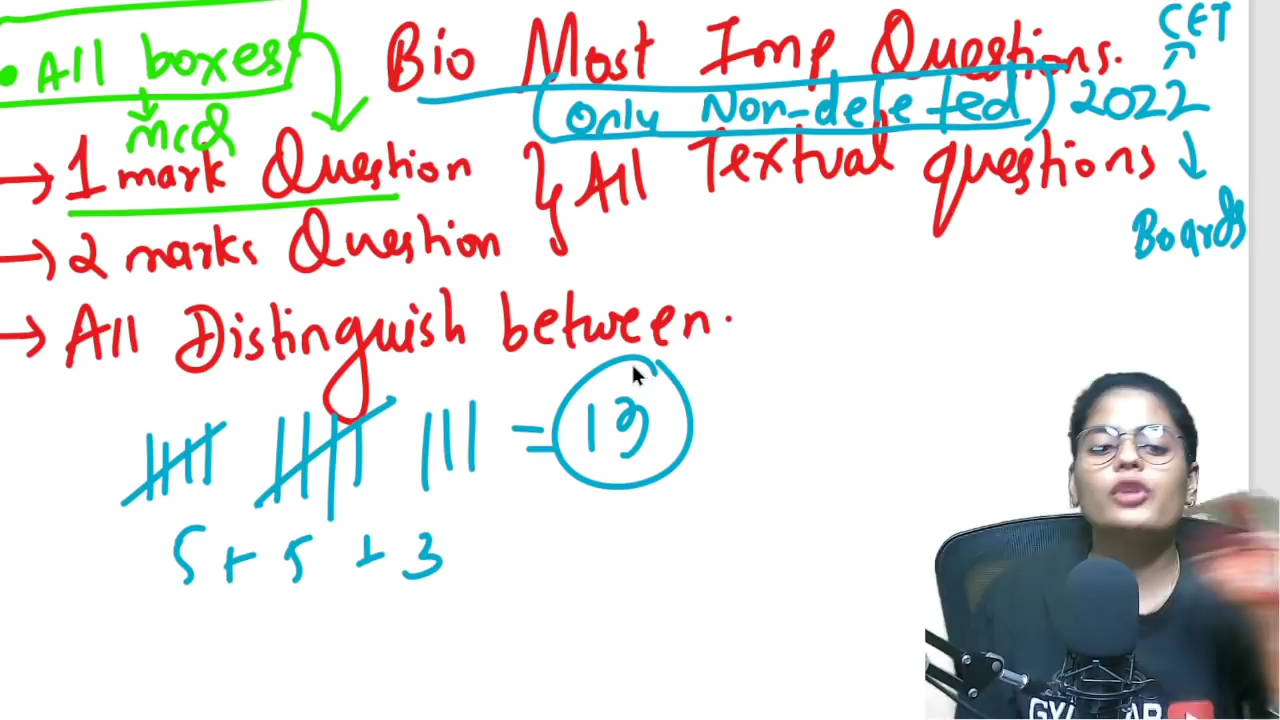 CET
• All boxes
Bio Most Imp Questions.
(Only Non-deleted) 2022
mcQ
→ 1 mark Question } All Textual questions
→ 2 marks Question
Boards
→ All Distinguish between.
= 13
5 + 5 + 3